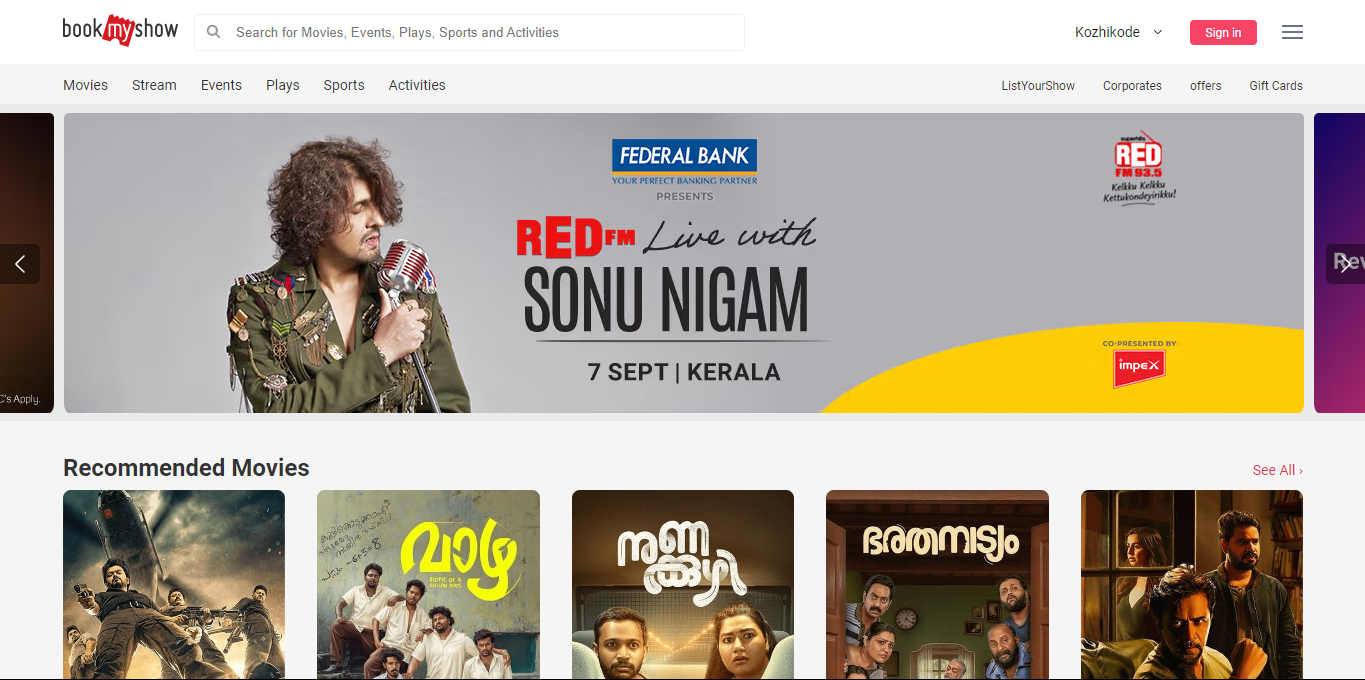 bookmyshow
Search for Movies, Events, Plays, Sports and Activities
Kozhikode
Sign in
Movies Stream Events Plays Sports Activities
ListYourShow Corporates offers Gift Cards
C's Apply.
FEDERAL BANK
YOUR PERFECT BANKING PARTNER
PRESENTS
RED FM Live with
SONU NIGAM
7 SEPT | KERALA
superhits
RED
FM 93.5
Kelkku Kelkku
Kettukondeyirikku!
CO-PRESENTED BY
impex
Rev
Recommended Movies
See All ›
വാഴ
BIOPIC OF A
BILLION BOYS
നുണ
ക്കുഴി
ഭരതനാട്യം